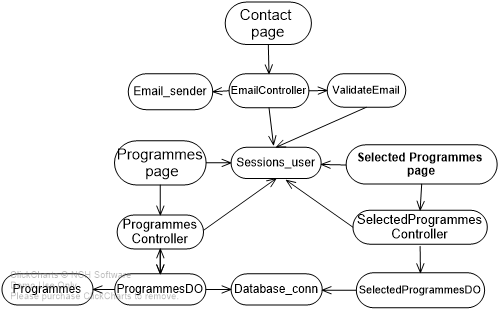 Contact
page
Email_sender
EmailController
ValidateEmail
Programmes
page
Sessions_user
Selected Programmes
page
Programmes
Controller
SelectedProgrammes
Controller
ClickCharts © NCH Software
Programmes
ProgrammesDO
Database_conn
SelectedProgrammesDO
Please purchase ClickCharts to remove.